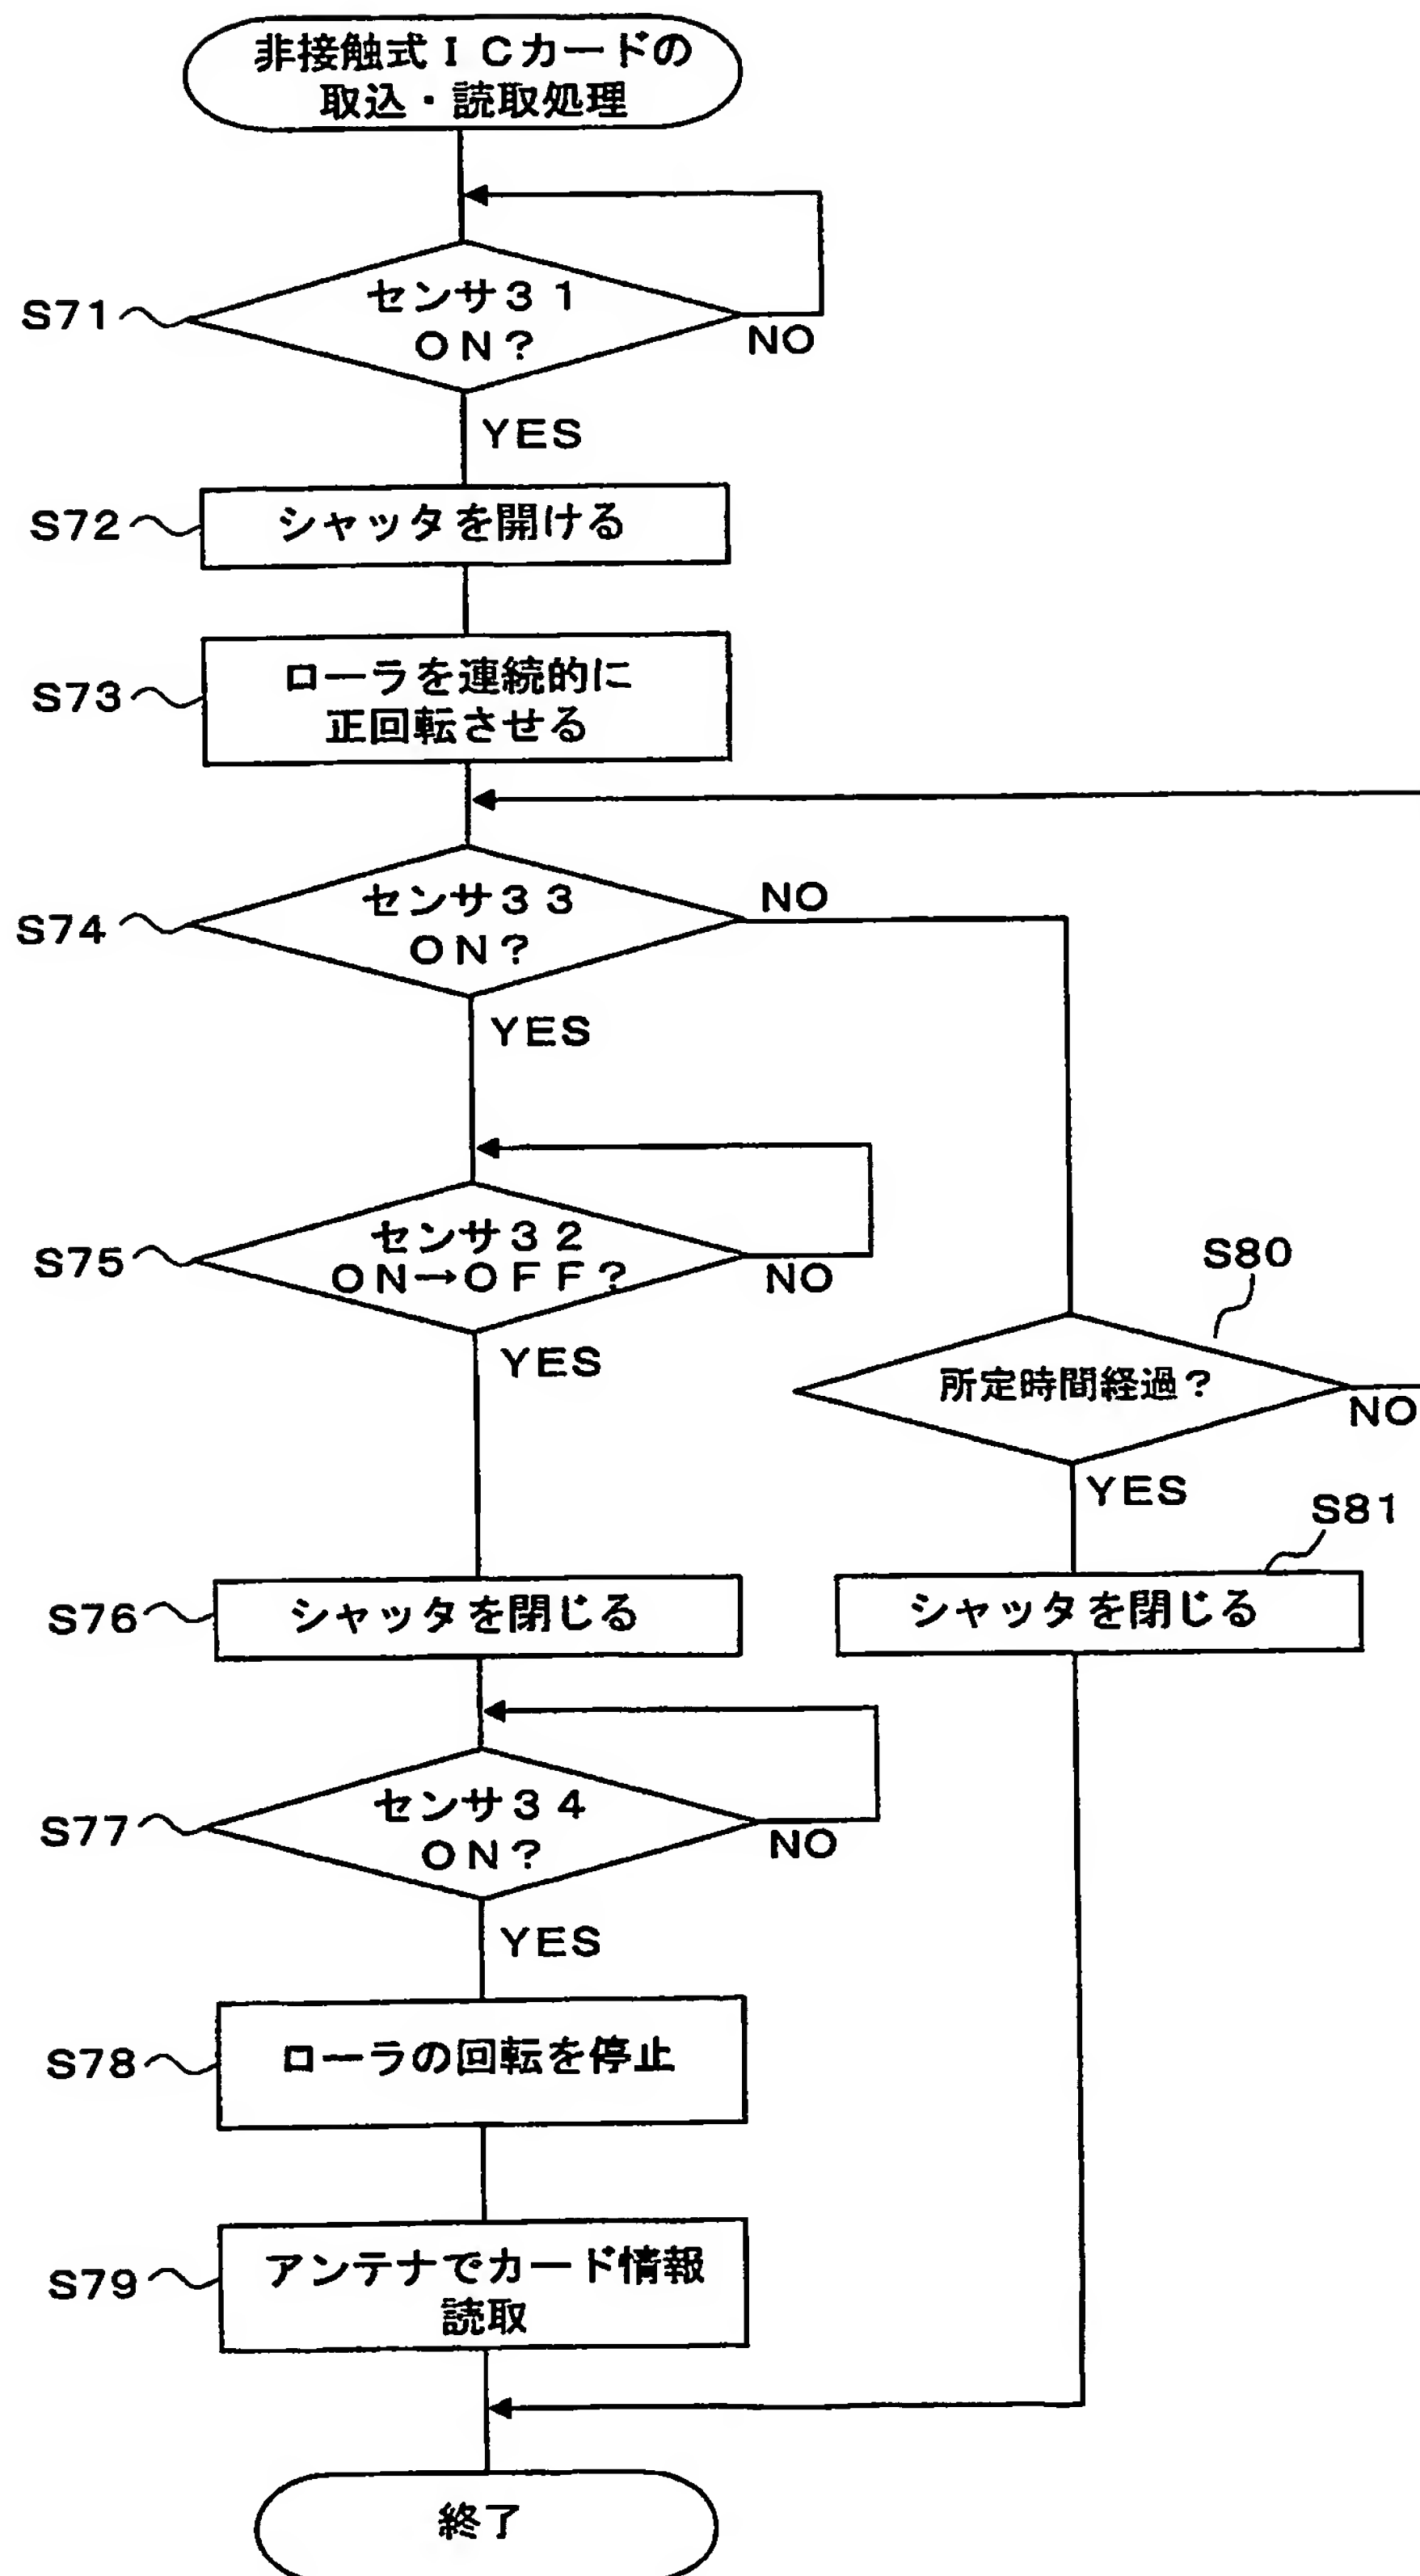 非接触式ＩＣカードの
取込・読取処理
S71
センサ３１
ＯＮ？
NO
YES
S72
シャッタを開ける
S73
ローラを連続的に
正回転させる
S74
センサ３３
ＯＮ？
NO
YES
S75
センサ３２
ＯＮ→ＯＦＦ？
NO
YES
S80
所定時間経過？
NO
YES
S76
シャッタを閉じる
S81
シャッタを閉じる
S77
センサ３４
ＯＮ？
NO
YES
S78
ローラの回転を停止
S79
アンテナでカード情報
読取
終了